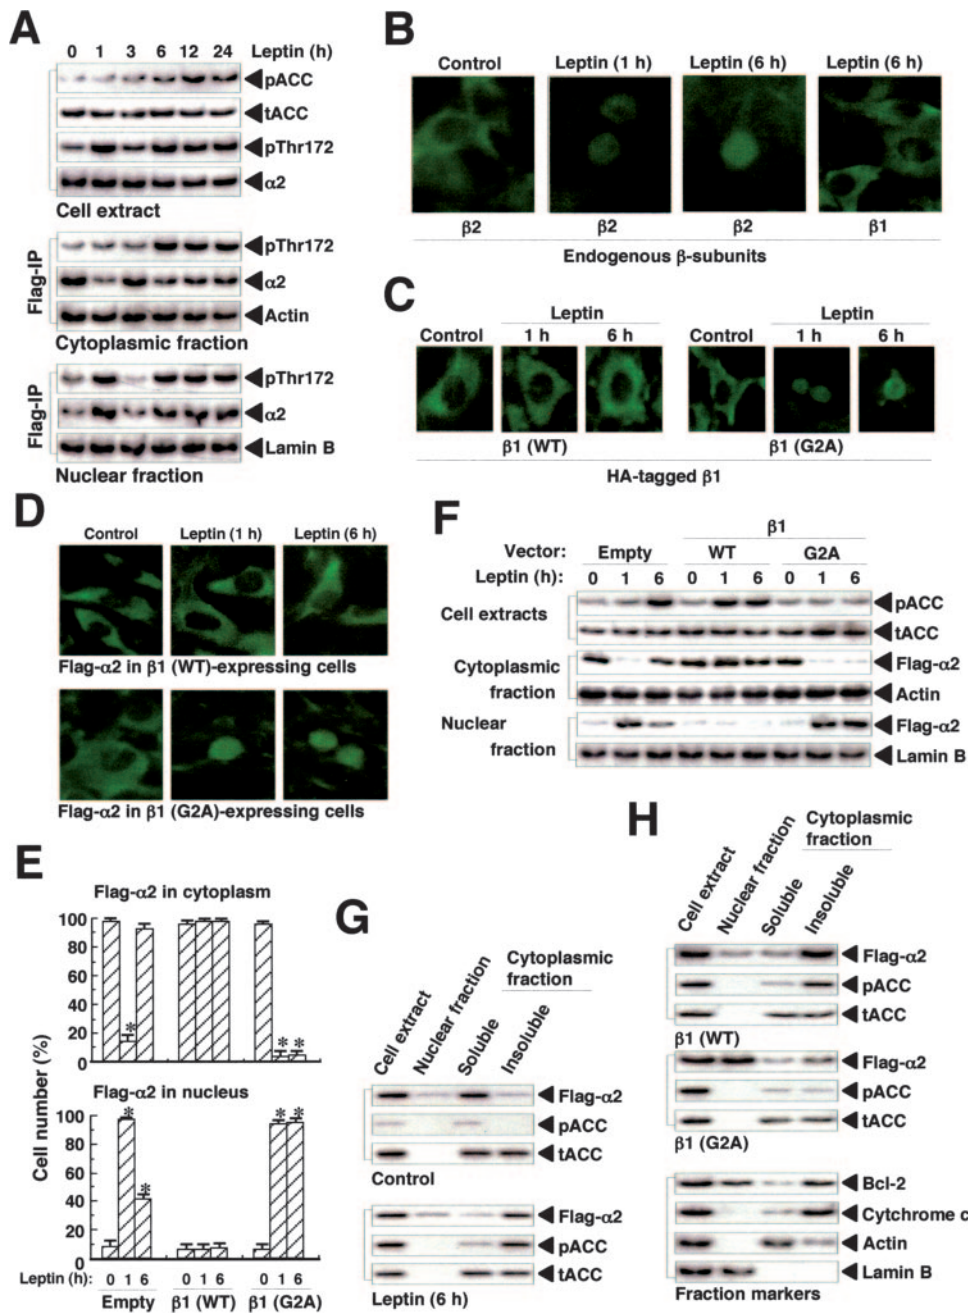 A
0 1 3 6 12 24 Leptin (h)
pACC
tACC
pThr172
α2
Cell extract
Flag-IP
pThr172
α2
Actin
Cytoplasmic fraction
Flag-IP
pThr172
α2
Lamin B
Nuclear fraction
B
Control Leptin (1 h) Leptin (6 h) Leptin (6 h)
β2 β2 β2 β1
Endogenous β-subunits
C
Leptin Leptin
Control 1 h 6 h Control 1 h 6 h
β1 (WT) β1 (G2A)
HA-tagged β1
D
Control Leptin (1 h) Leptin (6 h)
Flag-α2 in β1 (WT)-expressing cells
Flag-α2 in β1 (G2A)-expressing cells
E
Flag-α2 in cytoplasm
100
80
60
40
20
0
* * *
Cell number (%)
Flag-α2 in nucleus
100
80
60
40
20
0
* * * *
Leptin (h): 0 1 6 0 1 6 0 1 6
Empty β1 (WT) β1 (G2A)
F
β1
Vector: Empty WT G2A
Leptin (h): 0 1 6 0 1 6 0 1 6
Cell extracts
pACC
tACC
Cytoplasmic fraction
Flag-α2
Actin
Nuclear fraction
Flag-α2
Lamin B
G
Cell extract
Nuclear fraction
Cytoplasmic fraction
Soluble
Insoluble
Flag-α2
pACC
tACC
Control
Flag-α2
pACC
tACC
Leptin (6 h)
H
Cell extract
Nuclear fraction
Cytoplasmic fraction
Soluble
Insoluble
Flag-α2
pACC
tACC
β1 (WT)
Flag-α2
pACC
tACC
β1 (G2A)
Bcl-2
Cytchrome c
Actin
Lamin B
Fraction markers